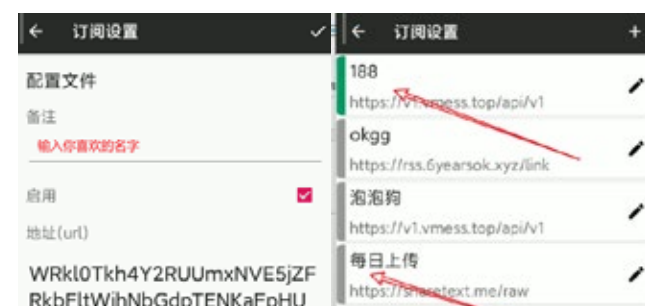 订阅设置
配置文件
备注
输入你喜欢的名字
启用
地址(url)
WRkl0Tkh4Y2RUUmxNVE5jZF
RkbFltWjhNbGdpTENKaFpHU
订阅设置
188
https://v1.vmess.top/api/v1
okgg
https://rss.6yearsok.xyz/link
泡泡狗
https://v1.vmess.top/api/v1
每日上传
https://sharetext.me/raw